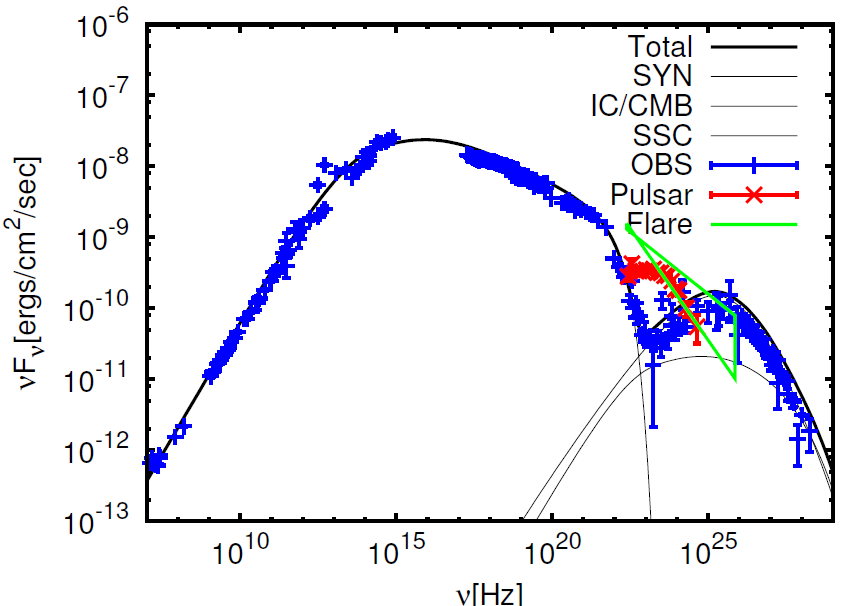 10^-6
10^-7
10^-8
10^-9
10^-10
10^-11
10^-12
10^-13
νFν[ergs/cm^2/sec]
Total
SYN
IC/CMB
SSC
OBS
Pulsar
Flare
10^10
10^15
10^20
10^25
ν[Hz]